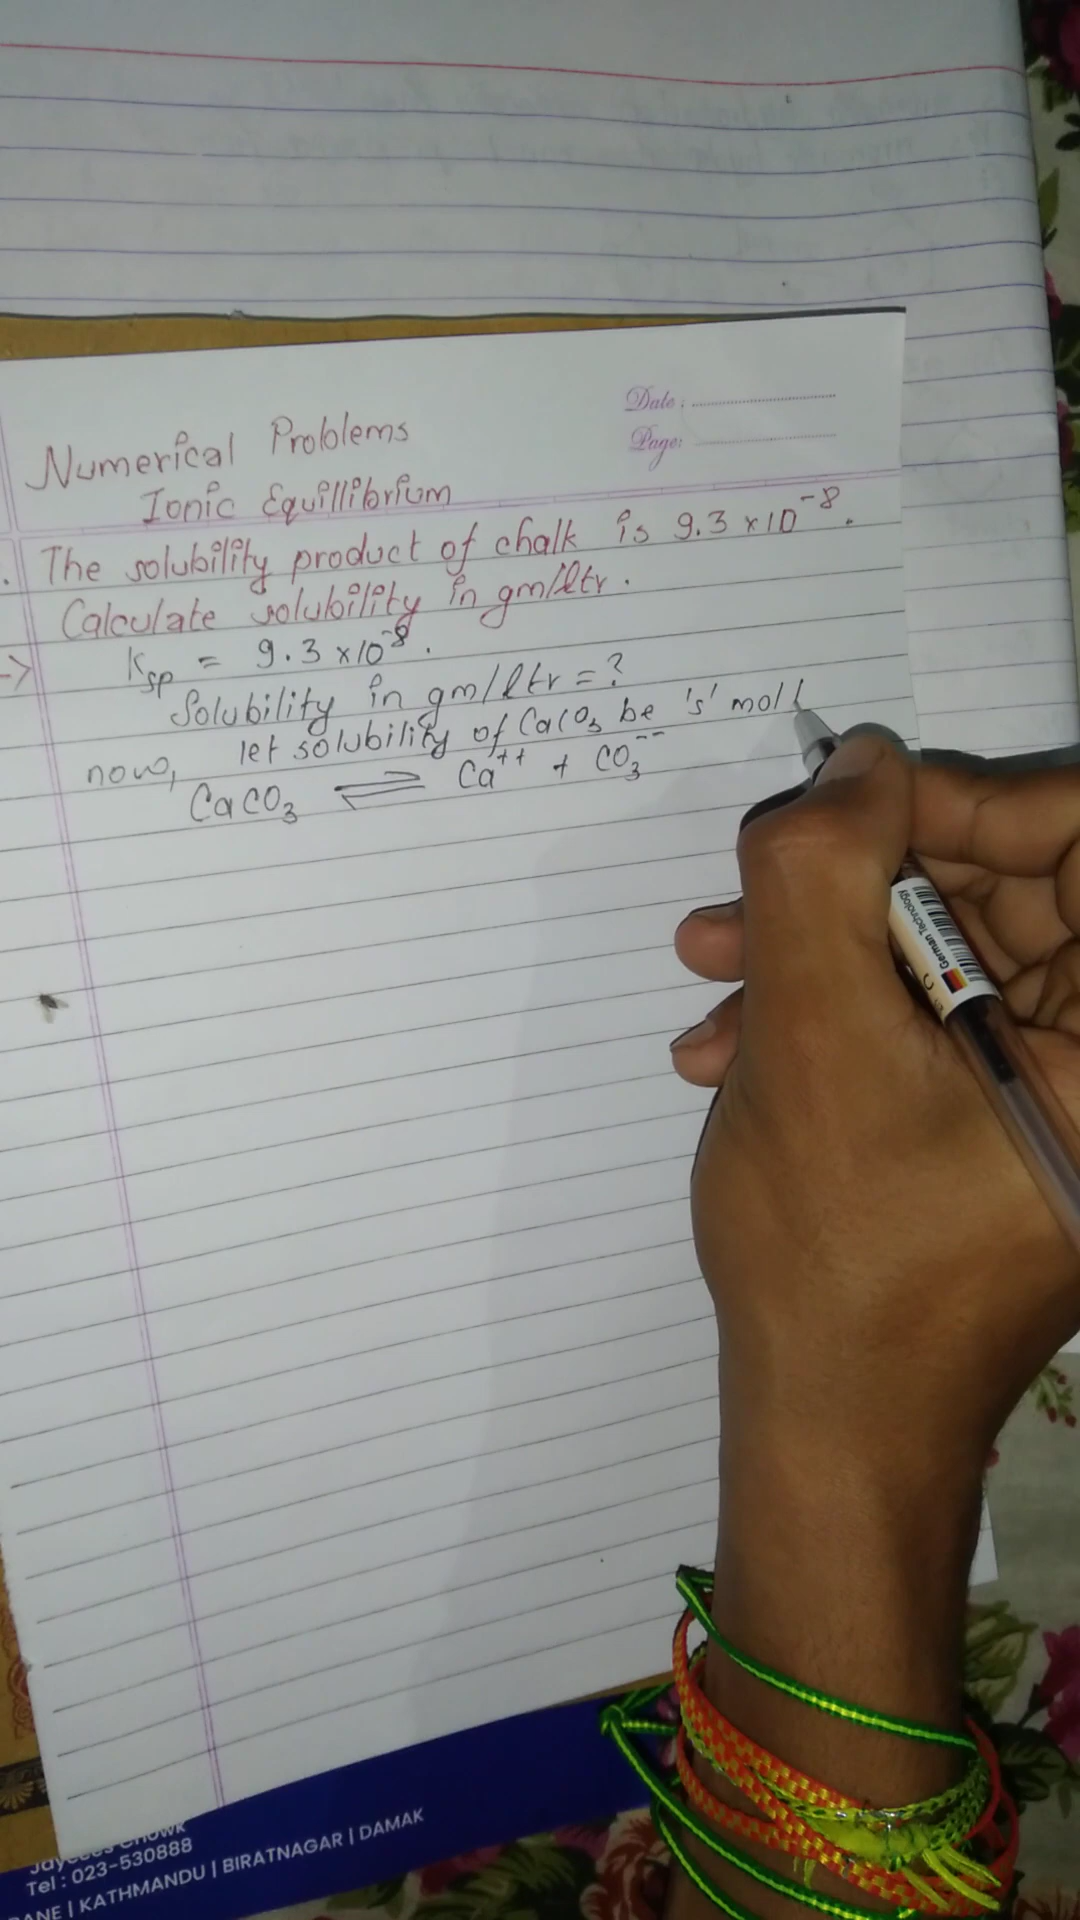 Date:
Page:
Numerical Problems
Ionic Equillibrium
The solubility product of chalk is 9.3 x 10⁻⁸.
Calculate solubility in gm/ltr.
-> Ksp = 9.3 x 10⁻⁸.
Solubility in gm/ltr = ?
now, let solubility of CaCO₃ be 's' mol/
CaCO₃ ⇌ Ca⁺⁺ + CO₃⁻⁻
German Technology
Tel : 023-530888
KATHMANDU | BIRATNAGAR | DAMAK